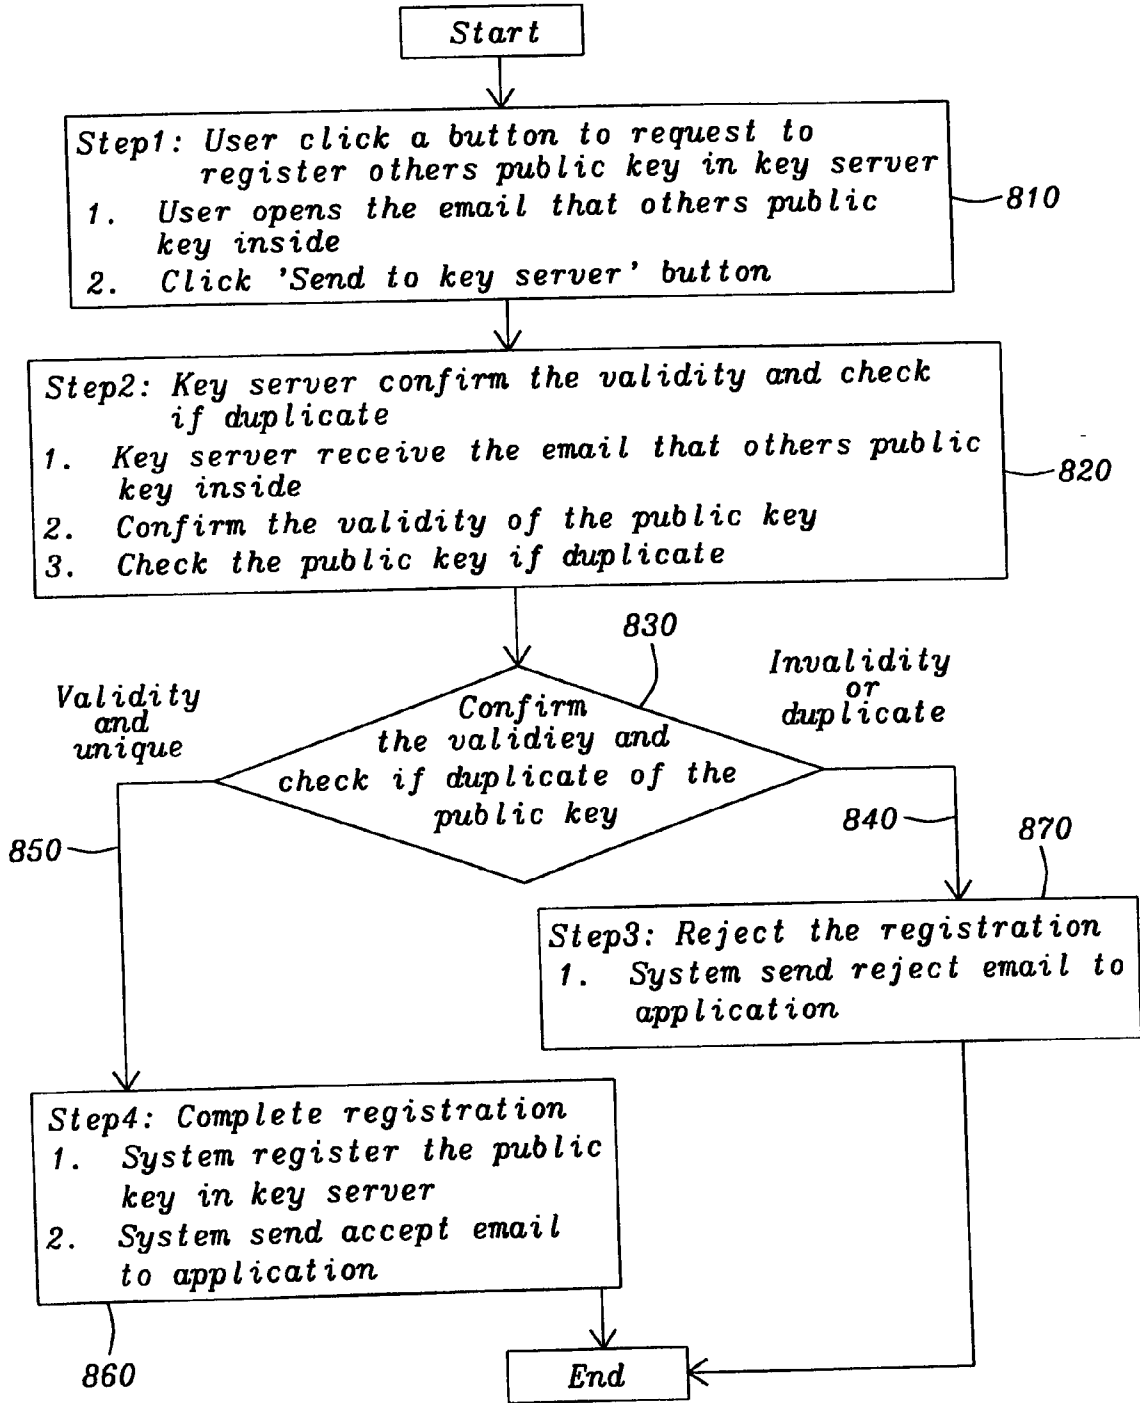 Start
Step1: User click a button to request to
register others public key in key server
1. User opens the email that others public
key inside
2. Click 'Send to key server' button
810
Step2: Key server confirm the validity and check
if duplicate
1. Key server receive the email that others public
key inside
2. Confirm the validity of the public key
3. Check the public key if duplicate
820
830
Validity
and
unique
Confirm
the validiey and
check if duplicate of the
public key
Invalidity
or
duplicate
850
840
870
Step3: Reject the registration
1. System send reject email to
application
Step4: Complete registration
1. System register the public
key in key server
2. System send accept email
to application
860
End